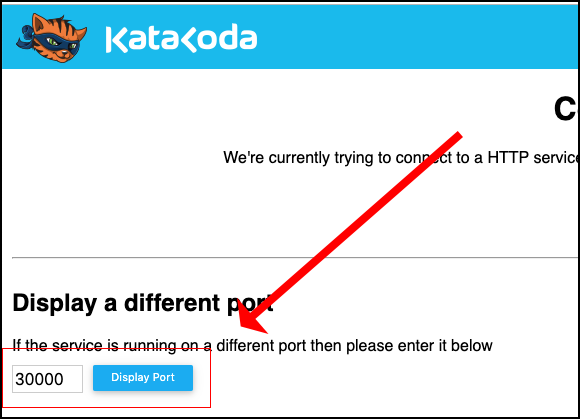 KataKoda
C
We're currently trying to connect to a HTTP service
Display a different port
If the service is running on a different port then please enter it below
30000 Display Port